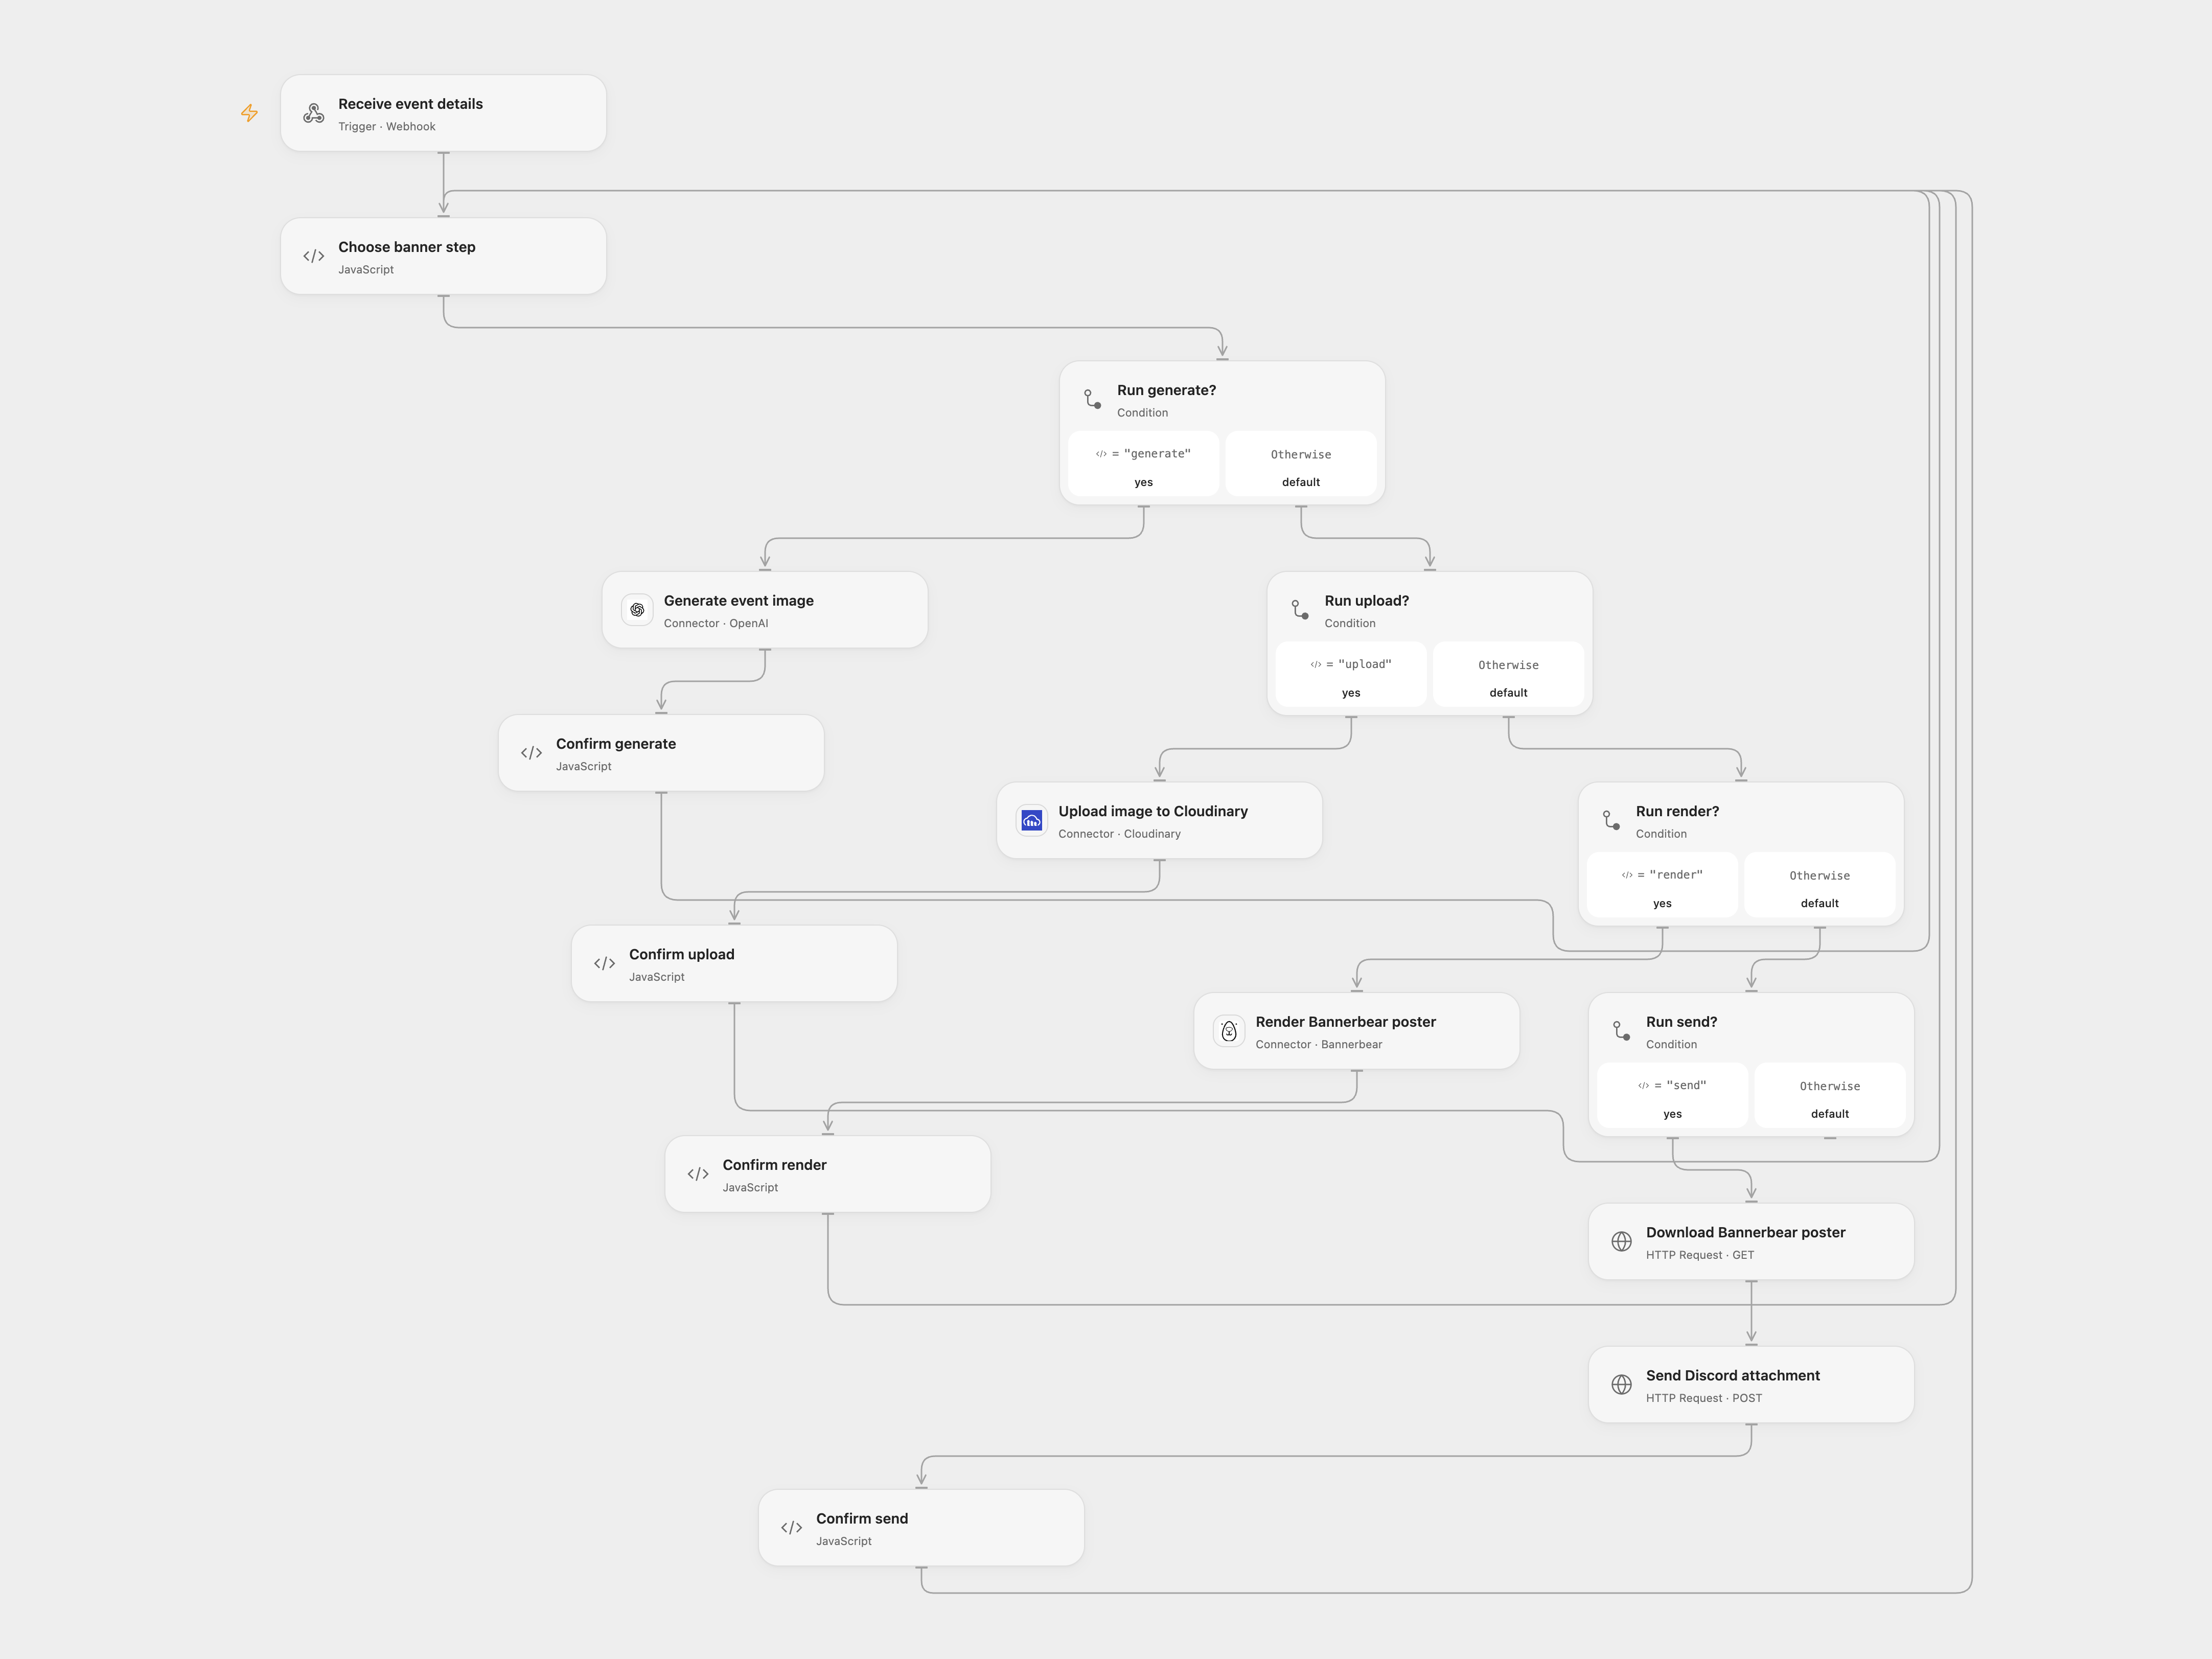 Receive event details
Trigger · Webhook
Choose banner step
JavaScript
Run generate?
Condition
</> = "generate"
yes
Otherwise
default
Generate event image
Connector · OpenAI
Run upload?
Condition
</> = "upload"
yes
Otherwise
default
Confirm generate
JavaScript
Upload image to Cloudinary
Connector · Cloudinary
Run render?
Condition
</> = "render"
yes
Otherwise
default
Confirm upload
JavaScript
Render Bannerbear poster
Connector · Bannerbear
Run send?
Condition
</> = "send"
yes
Otherwise
default
Confirm render
JavaScript
Download Bannerbear poster
HTTP Request · GET
Send Discord attachment
HTTP Request · POST
Confirm send
JavaScript